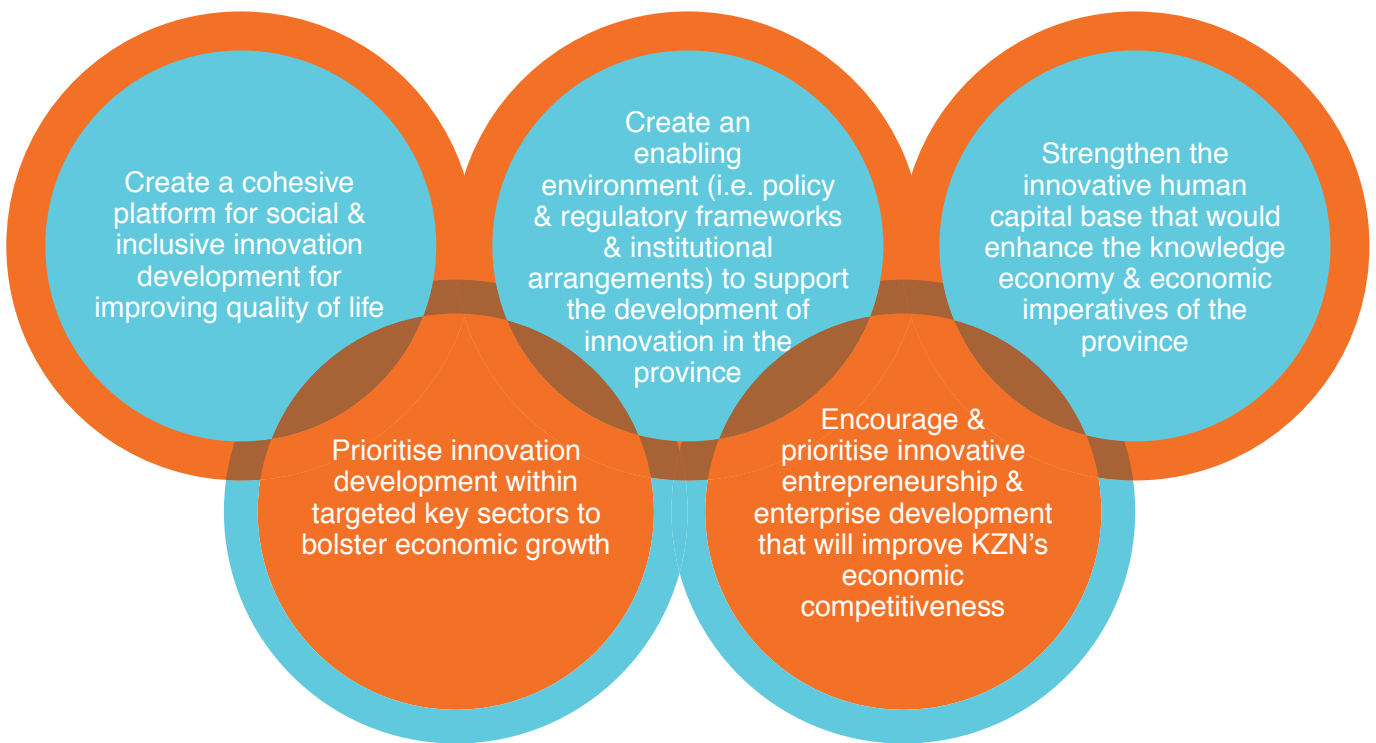 Create a cohesive
platform for social &
inclusive innovation
development for
improving quality of life
Create an
enabling
environment (i.e. policy
& regulatory frameworks
& institutional
arrangements) to support
the development of
innovation in the
province
Strengthen the
innovative human
capital base that would
enhance the knowledge
economy & economic
imperatives of the
province
Prioritise innovation
development within
targeted key sectors to
bolster economic growth
Encourage &
prioritise innovative
entrepreneurship &
enterprise development
that will improve KZN’s
economic
competitiveness